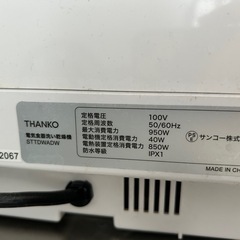 THANKO
電気食器洗い乾燥機
STTDWADW
定格電圧 100V
定格周波数 50/60Hz
最大消費電力 950W
電動機定格消費電力 40W
電熱装置定格消費電力 850W
防水等級 IPX1
PS E
サンコー株式会
2067
CH